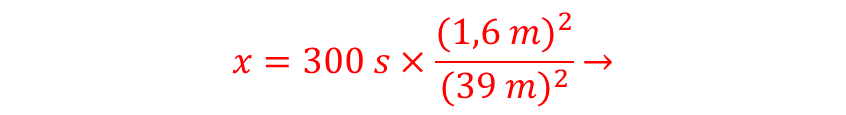 x = 300 s × (1,6 m)² / (39 m)² →